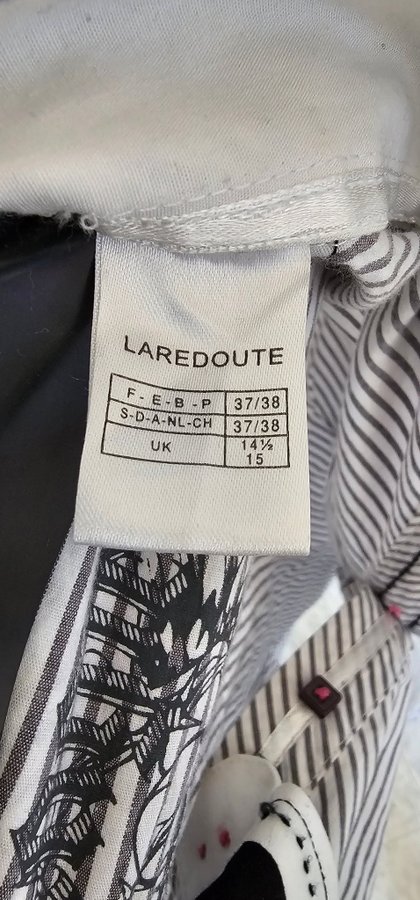 LAREDOUTE
F - E - B - P 37/38
S-D-A-NL-CH 37/38
UK 14½
15